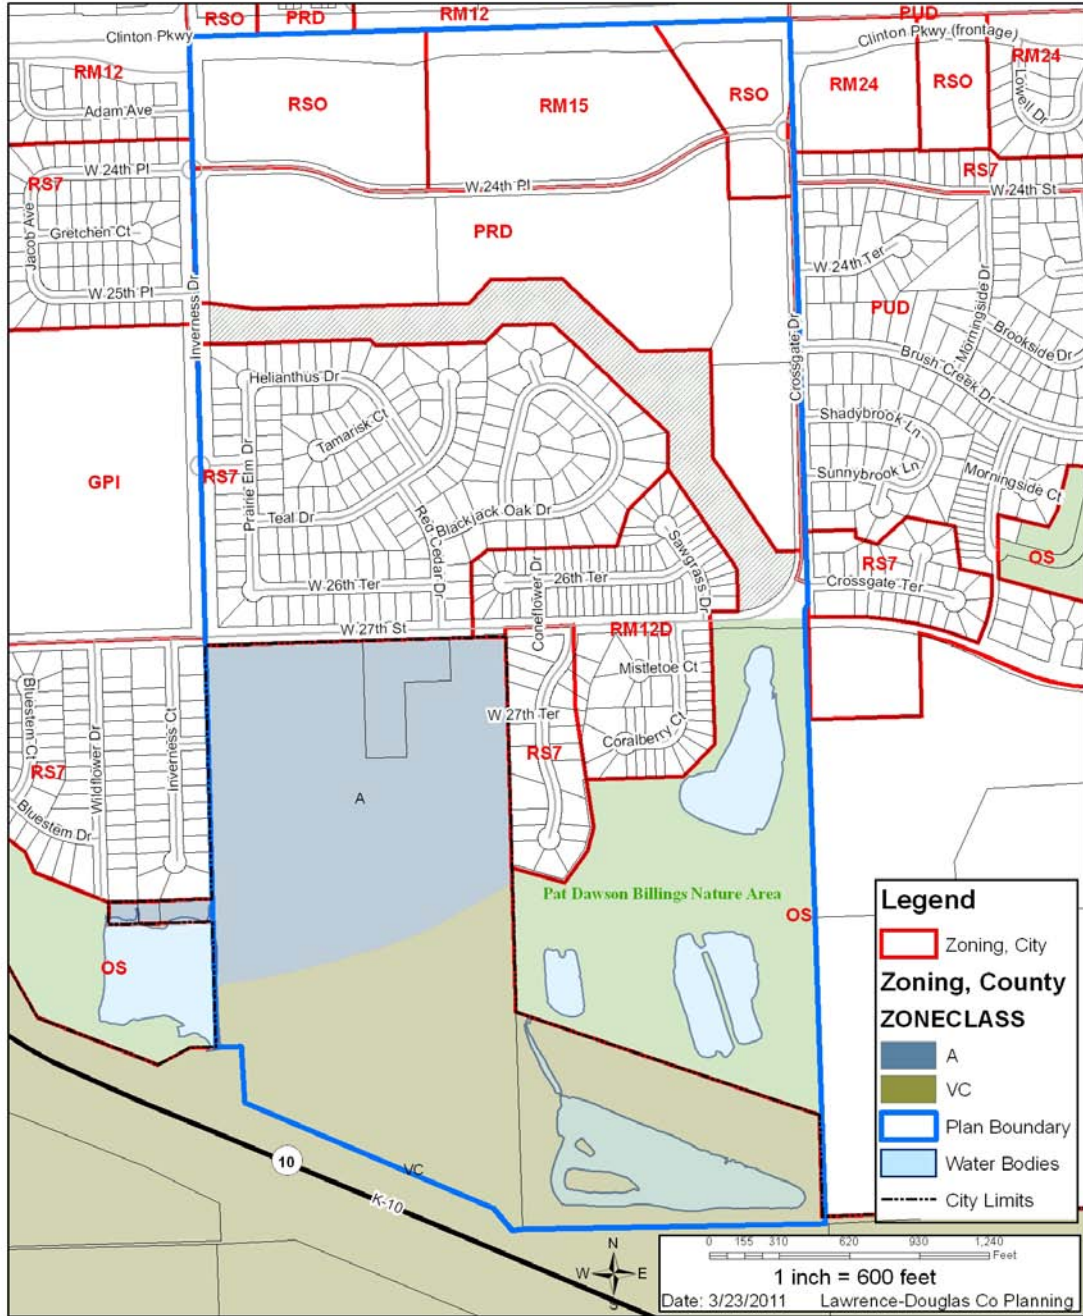 RSO
PRD
RM12
PUD
Clinton Pkwy
Clinton Pkwy (frontage)
RM12
RSO
RM15
RSO
RM24
RSO
RM24
Lowell Dr
Adam Ave
W 24th Pl
RS7
RS7
W 24th Pl
W 24th St
Jacob Ave
Gretchen Ct
PRD
W 24th Ter
W 25th Pl
Inverness Dr
Crossgate Dr
PUD
Morningside Dr
Brookside Dr
Brush Creek Dr
Helianthus Dr
Tamarisk Ct
Shadybrook Ln
GPI
RS7
Prairie Elm Dr
Sunnybrook Ln
Morningside Ct
Teal Dr
Red Cedar Dr
Blackjack Oak Dr
Sawgrass Dr
OS
W 26th Ter
Coneflower Dr
26th Ter
RS7
Crossgate Ter
W 27th St
RM12D
Mistletoe Ct
Bluestem Ct
Wildflower Dr
Inverness Ct
W 27th Ter
Coralberry Ct
RS7
RS7
A
Bluestem Dr
Pat Dawson Billings Nature Area
OS
OS
10
VC
K-10
Legend
Zoning, City
Zoning, County
ZONECLASS
A
VC
Plan Boundary
Water Bodies
City Limits
N
W E
S
0 155 310 620 930 1,240
Feet
1 inch = 600 feet
Date: 3/23/2011 Lawrence-Douglas Co Planning